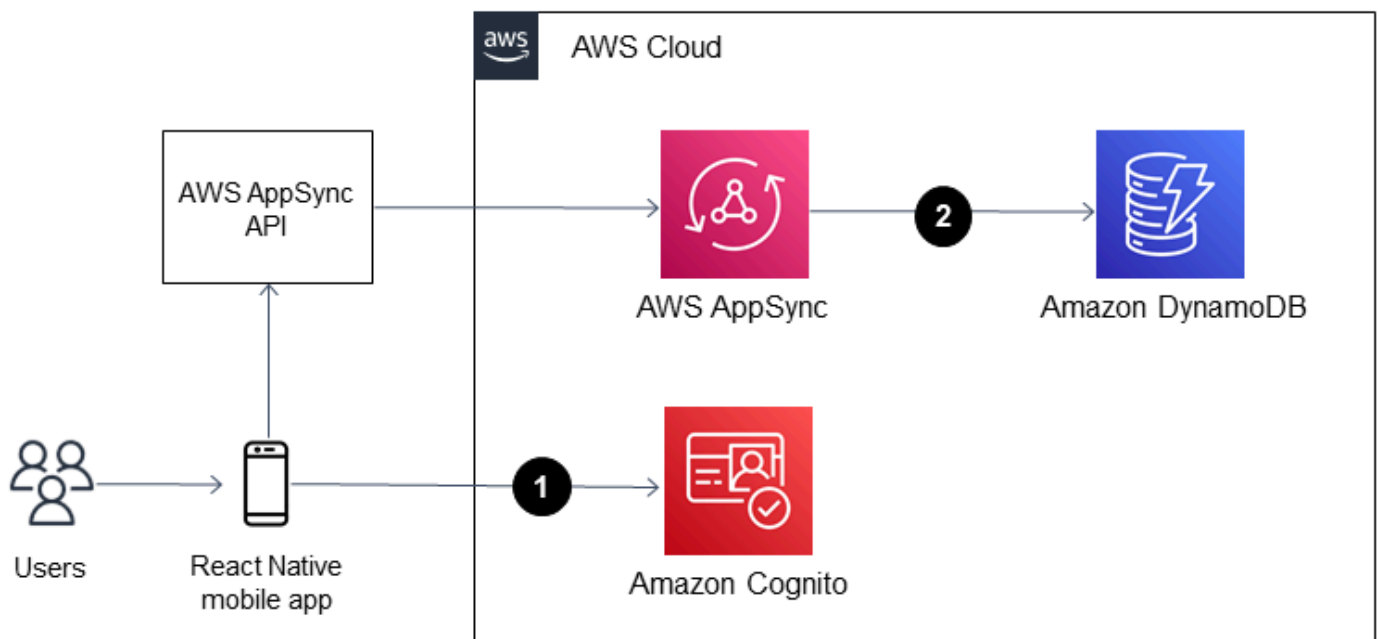 aws
AWS Cloud
AWS AppSync
API
2
AWS AppSync
Amazon DynamoDB
1
Users
React Native
mobile app
Amazon Cognito